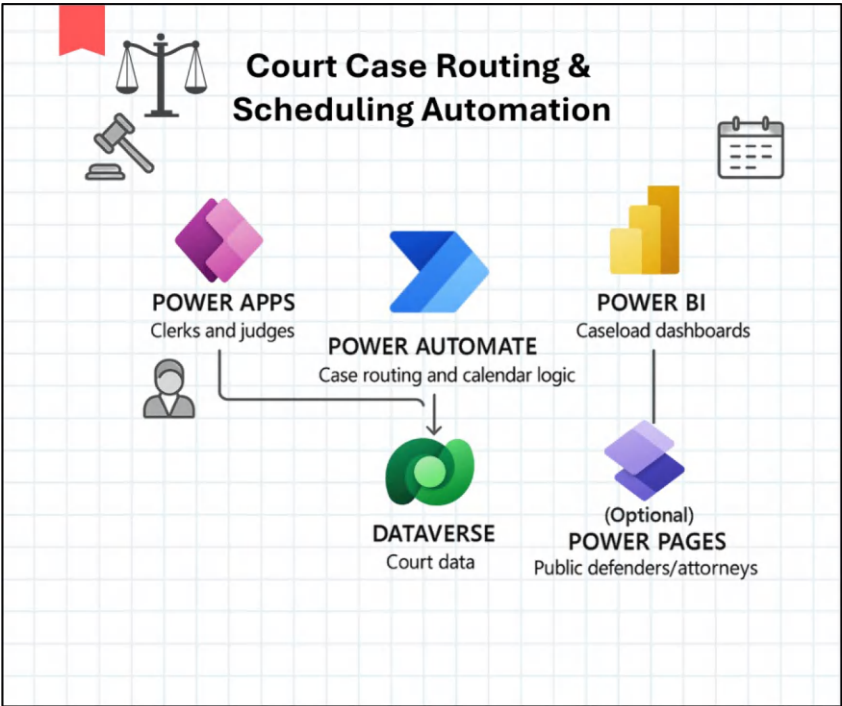 Court Case Routing &
Scheduling Automation
POWER APPS
Clerks and judges
POWER AUTOMATE
Case routing and calendar logic
POWER BI
Caseload dashboards
DATAVERSE
Court data
(Optional)
POWER PAGES
Public defenders/attorneys